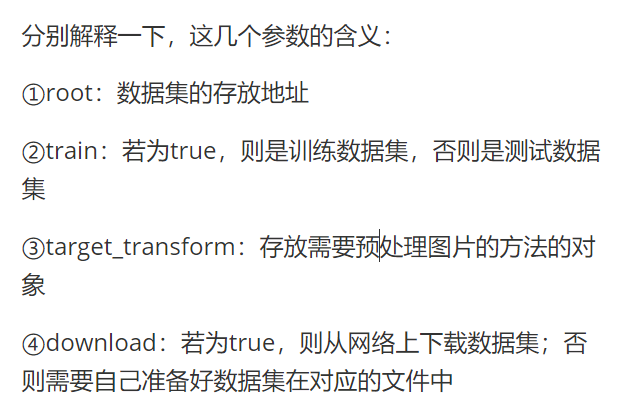 分别解释一下，这几个参数的含义：
①root：数据集的存放地址
②train：若为true，则是训练数据集，否则是测试数据
集
③target_transform：存放需要预处理图片的方法的对
象
④download：若为true，则从网络上下载数据集；否
则需要自己准备好数据集在对应的文件中